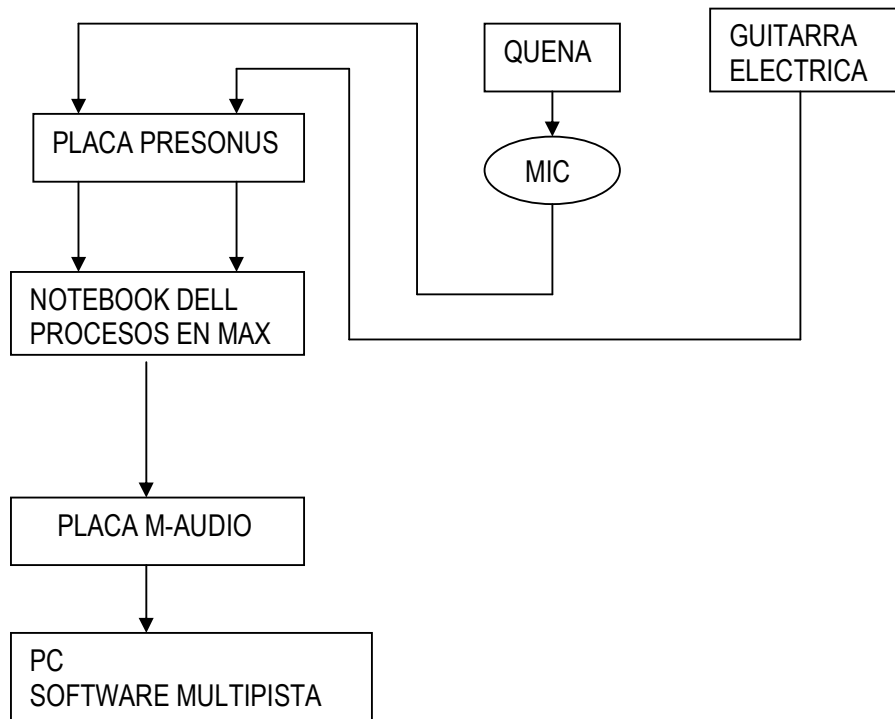 QUENA
GUITARRA
ELECTRICA
PLACA PRESONUS
MIC
NOTEBOOK DELL
PROCESOS EN MAX
PLACA M-AUDIO
PC
SOFTWARE MULTIPISTA